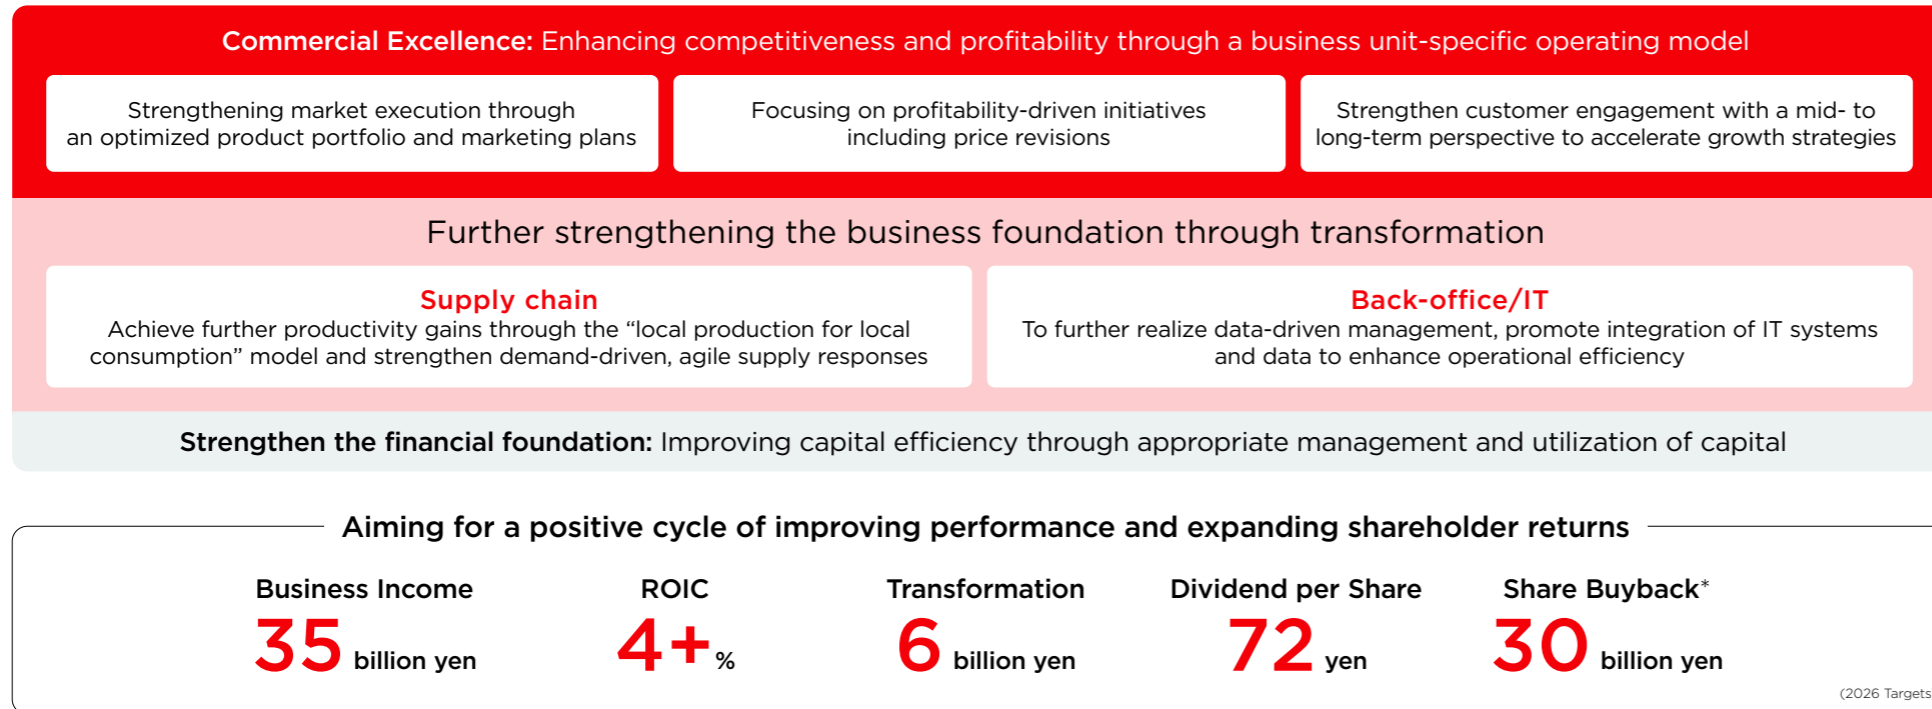 Commercial Excellence: Enhancing competitiveness and profitability through a business unit-specific operating model
Strengthening market execution through
an optimized product portfolio and marketing plans
Focusing on profitability-driven initiatives
including price revisions
Strengthen customer engagement with a mid- to
long-term perspective to accelerate growth strategies
Further strengthening the business foundation through transformation
Supply chain
Achieve further productivity gains through the “local production for local
consumption” model and strengthen demand-driven, agile supply responses
Back-office/IT
To further realize data-driven management, promote integration of IT systems
and data to enhance operational efficiency
Strengthen the financial foundation: Improving capital efficiency through appropriate management and utilization of capital
Aiming for a positive cycle of improving performance and expanding shareholder returns
Business Income
35 billion yen
ROIC
4+%
Transformation
6 billion yen
Dividend per Share
72 yen
Share Buyback*
30 billion yen
(2026 Targets